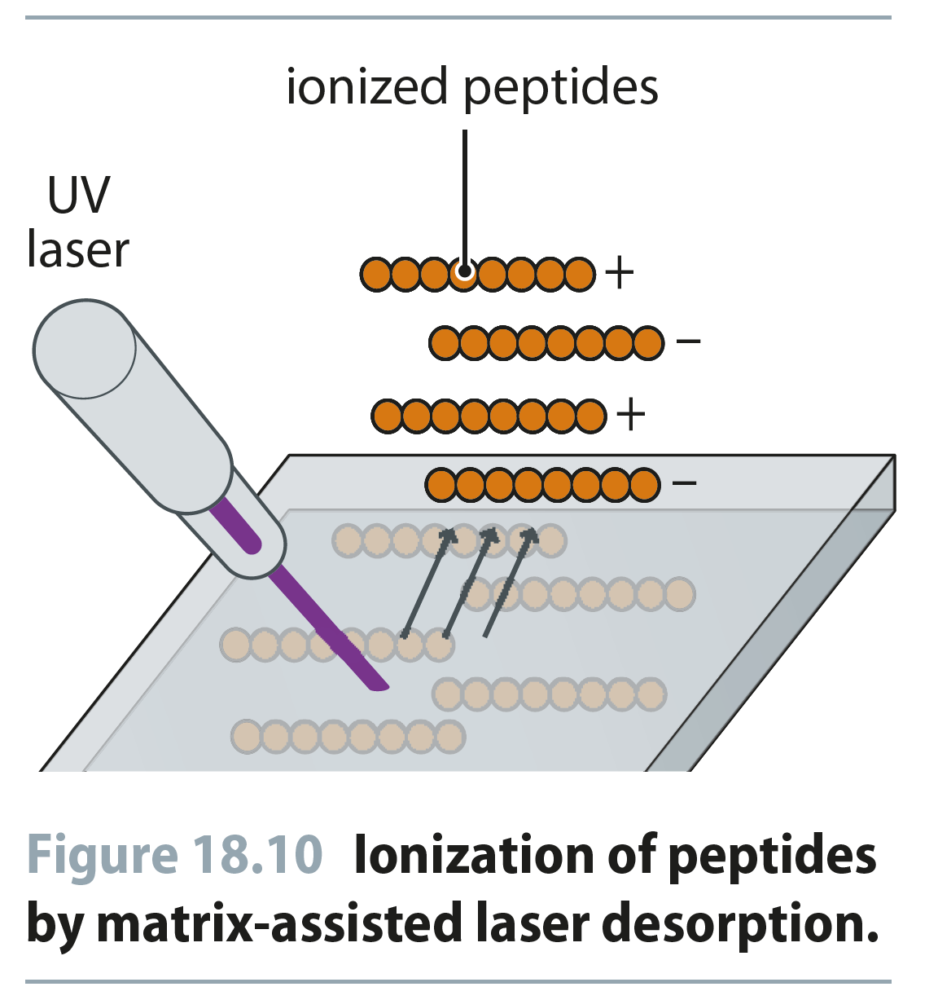 ionized peptides
UV
laser
+
−
+
−
Figure 18.10 Ionization of peptides
by matrix-assisted laser desorption.